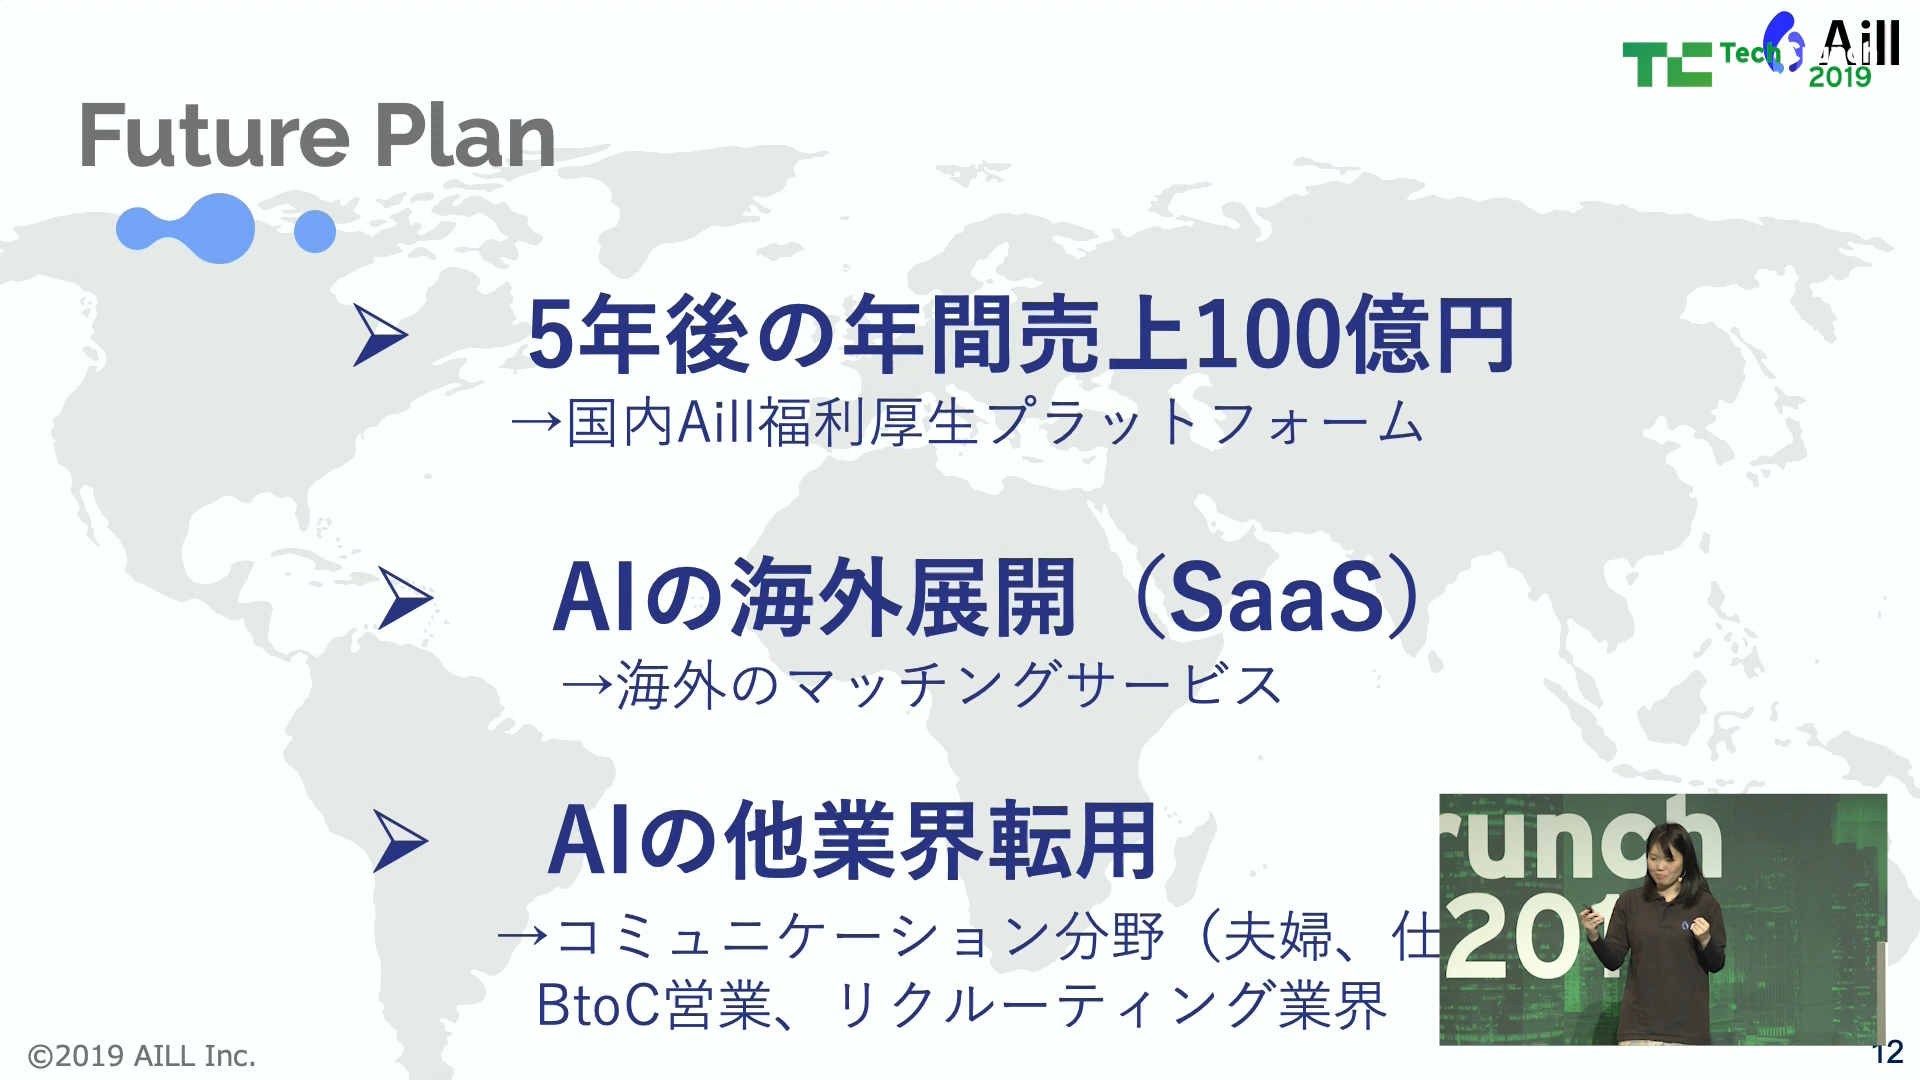 TC Tech Crunch 2019
Aill
Future Plan
5年後の年間売上100億円
→国内Aill福利厚生プラットフォーム
AIの海外展開（SaaS）
→海外のマッチングサービス
AIの他業界転用
→コミュニケーション分野（夫婦、仕
BtoC営業、リクルーティング業界
runch
201
©2019 AILL Inc.
12